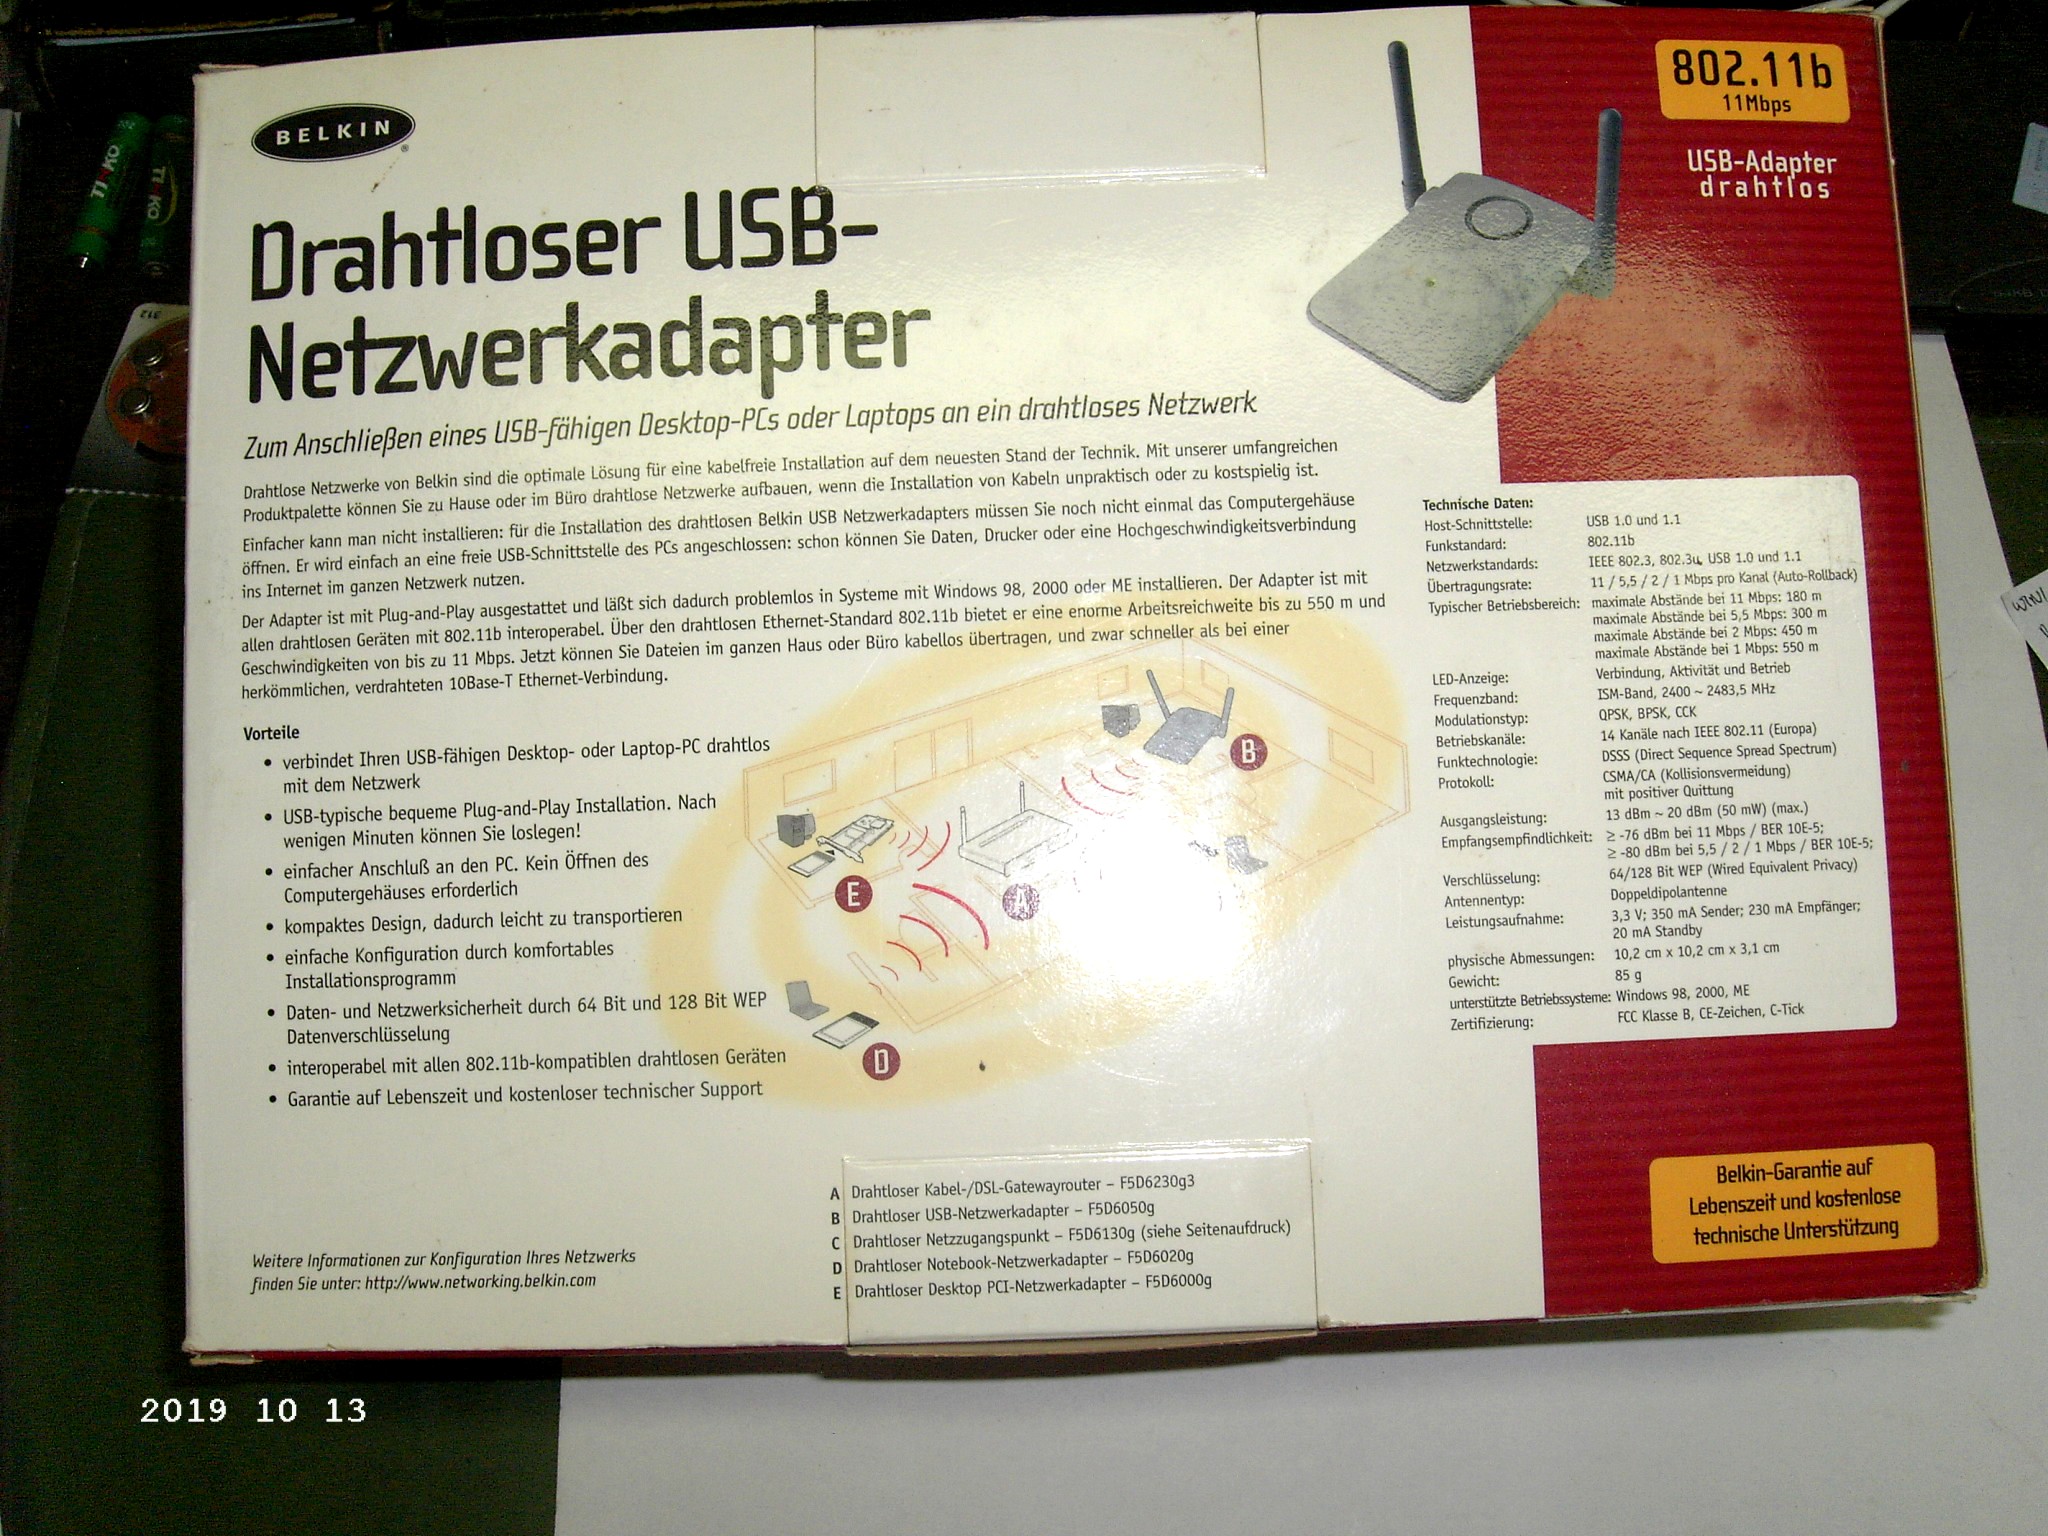 BELKIN
802.11b
11Mbps
USB-Adapter
drahtlos
Drahtloser USB-
Netzwerkadapter
Zum Anschließen eines USB-fähigen Desktop-PCs oder Laptops an ein drahtloses Netzwerk
Drahtlose Netzwerke von Belkin sind die optimale Lösung für eine kabelfreie Installation auf dem neuesten Stand der Technik. Mit unserer umfangreichen
Produktpalette können Sie zu Hause oder im Büro drahtlose Netzwerke aufbauen, wenn die Installation von Kabeln unpraktisch oder zu kostspielig ist.
Einfacher kann man nicht installieren: für die Installation des drahtlosen Belkin USB Netzwerkadapters müssen Sie noch nicht einmal das Computergehäuse
öffnen. Er wird einfach an eine freie USB-Schnittstelle des PCs angeschlossen: schon können Sie Daten, Drucker oder eine Hochgeschwindigkeitsverbindung
ins Internet im ganzen Netzwerk nutzen.
Der Adapter ist mit Plug-and-Play ausgestattet und läßt sich dadurch problemlos in Systeme mit Windows 98, 2000 oder ME installieren. Der Adapter ist mit
allen drahtlosen Geräten mit 802.11b interoperabel. Über den drahtlosen Ethernet-Standard 802.11b bietet er eine enorme Arbeitsreichweite bis zu 550 m und
Geschwindigkeiten von bis zu 11 Mbps. Jetzt können Sie Dateien im ganzen Haus oder Büro kabellos übertragen, und zwar schneller als bei einer
herkömmlichen, verdrahteten 10Base-T Ethernet-Verbindung.
Vorteile
• verbindet Ihren USB-fähigen Desktop- oder Laptop-PC drahtlos
mit dem Netzwerk
• USB-typische bequeme Plug-and-Play Installation. Nach
wenigen Minuten können Sie loslegen!
• einfacher Anschluß an den PC. Kein Öffnen des
Computergehäuses erforderlich
• kompaktes Design, dadurch leicht zu transportieren
• einfache Konfiguration durch komfortables
Installationsprogramm
• Daten- und Netzwerksicherheit durch 64 Bit und 128 Bit WEP
Datenverschlüsselung
• interoperabel mit allen 802.11b-kompatiblen drahtlosen Geräten
• Garantie auf Lebenszeit und kostenloser technischer Support
B
E
A
D
Technische Daten:
Host-Schnittstelle: USB 1.0 und 1.1
Funkstandard: 802.11b
Netzwerkstandards: IEEE 802.3, 802.3u, USB 1.0 und 1.1
Übertragungsrate: 11 / 5,5 / 2 / 1 Mbps pro Kanal (Auto-Rollback)
Typischer Betriebsbereich: maximale Abstände bei 11 Mbps: 180 m
maximale Abstände bei 5,5 Mbps: 300 m
maximale Abstände bei 2 Mbps: 450 m
maximale Abstände bei 1 Mbps: 550 m
LED-Anzeige: Verbindung, Aktivität und Betrieb
Frequenzband: ISM-Band, 2400 ~ 2483,5 MHz
Modulationstyp: QPSK, BPSK, CCK
Betriebskanäle: 14 Kanäle nach IEEE 802.11 (Europa)
Funktechnologie: DSSS (Direct Sequence Spread Spectrum)
Protokoll: CSMA/CA (Kollisionsvermeidung)
mit positiver Quittung
Ausgangsleistung: 13 dBm ~ 20 dBm (50 mW) (max.)
Empfangsempfindlichkeit: ≥ -76 dBm bei 11 Mbps / BER 10E-5;
≥ -80 dBm bei 5,5 / 2 / 1 Mbps / BER 10E-5;
Verschlüsselung: 64/128 Bit WEP (Wired Equivalent Privacy)
Antennentyp: Doppeldipolantenne
Leistungsaufnahme: 3,3 V; 350 mA Sender; 230 mA Empfänger;
20 mA Standby
physische Abmessungen: 10,2 cm x 10,2 cm x 3,1 cm
Gewicht: 85 g
unterstützte Betriebssysteme: Windows 98, 2000, ME
Zertifizierung: FCC Klasse B, CE-Zeichen, C-Tick
Belkin-Garantie auf
Lebenszeit und kostenlose
technische Unterstützung
A Drahtloser Kabel-/DSL-Gatewayrouter – F5D6230g3
B Drahtloser USB-Netzwerkadapter – F5D6050g
C Drahtloser Netzzugangspunkt – F5D6130g (siehe Seitenaufdruck)
D Drahtloser Notebook-Netzwerkadapter – F5D6020g
E Drahtloser Desktop PCI-Netzwerkadapter – F5D6000g
Weitere Informationen zur Konfiguration Ihres Netzwerks
finden Sie unter: http://www.networking.belkin.com
312
2019 10 13